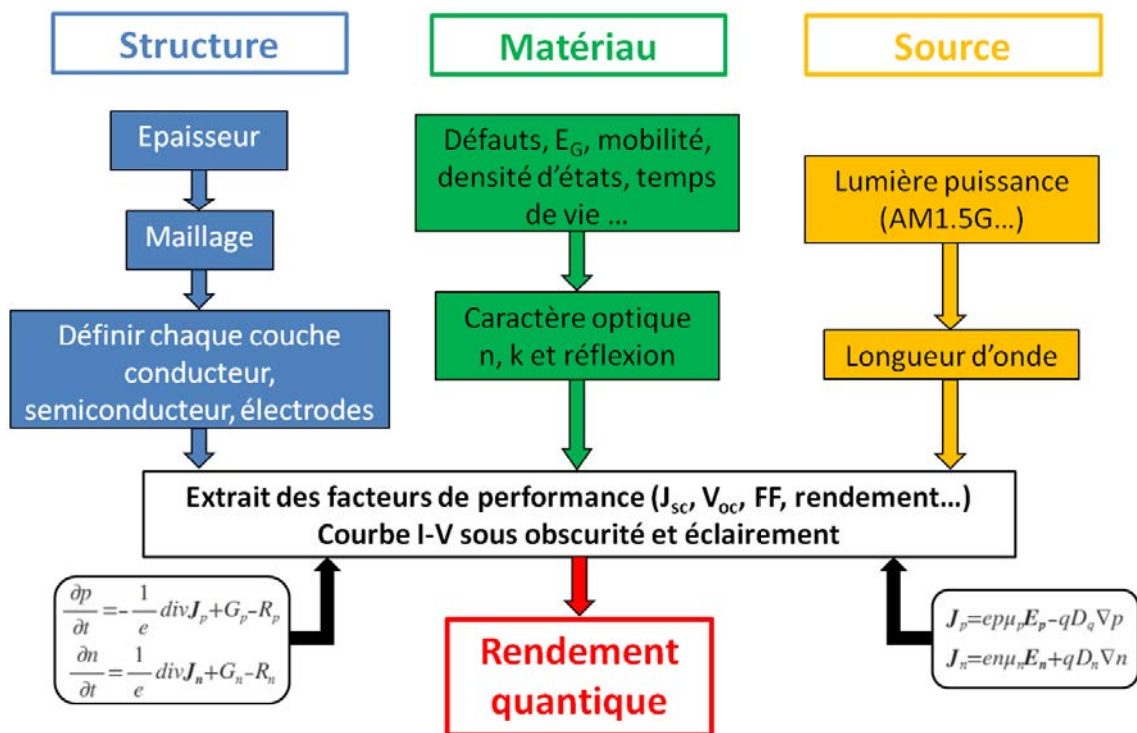 Structure
Matériau
Source
Epaisseur
Maillage
Définir chaque couche
conducteur,
semiconducteur, électrodes
Défauts, E_G, mobilité,
densité d'états, temps
de vie ...
Caractère optique
n, k et réflexion
Lumière puissance
(AM1.5G...)
Longueur d'onde
Extrait des facteurs de performance (J_sc, V_oc, FF, rendement...)
Courbe I-V sous obscurité et éclairement
∂p/∂t=-1/e divJ_p+G_p-R_p
∂n/∂t=1/e divJ_n+G_n-R_n
Rendement
quantique
J_p=epμ_pE_p-qD_q∇p
J_n=enμ_nE_n+qD_n∇n